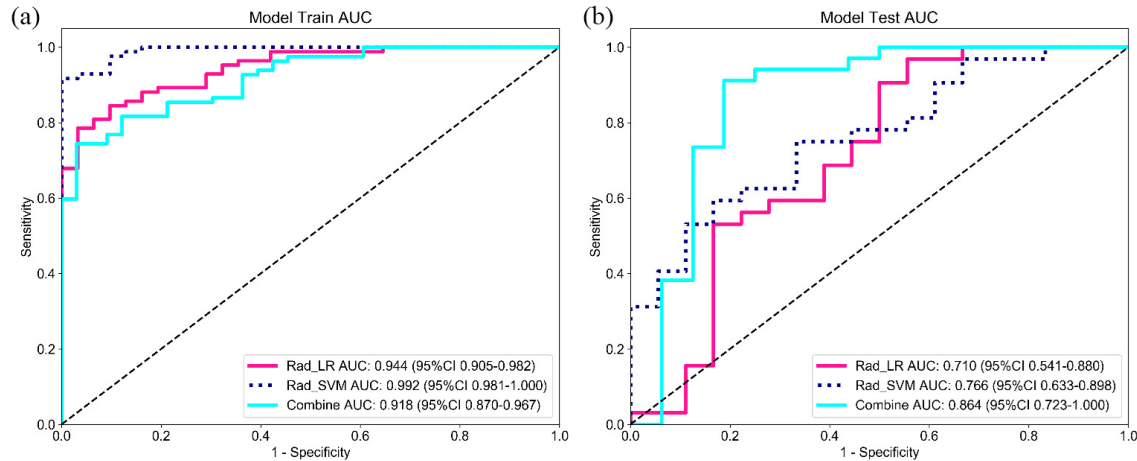 (a)
Model Train AUC
1.0
0.8
0.6
0.4
0.2
0.0
Sensitivity
Rad_LR AUC: 0.944 (95%CI 0.905-0.982)
Rad_SVM AUC: 0.992 (95%CI 0.981-1.000)
Combine AUC: 0.918 (95%CI 0.870-0.967)
0.0 0.2 0.4 0.6 0.8 1.0
1 - Specificity
(b)
Model Test AUC
1.0
0.8
0.6
0.4
0.2
0.0
Sensitivity
Rad_LR AUC: 0.710 (95%CI 0.541-0.880)
Rad_SVM AUC: 0.766 (95%CI 0.633-0.898)
Combine AUC: 0.864 (95%CI 0.723-1.000)
0.0 0.2 0.4 0.6 0.8 1.0
1 - Specificity